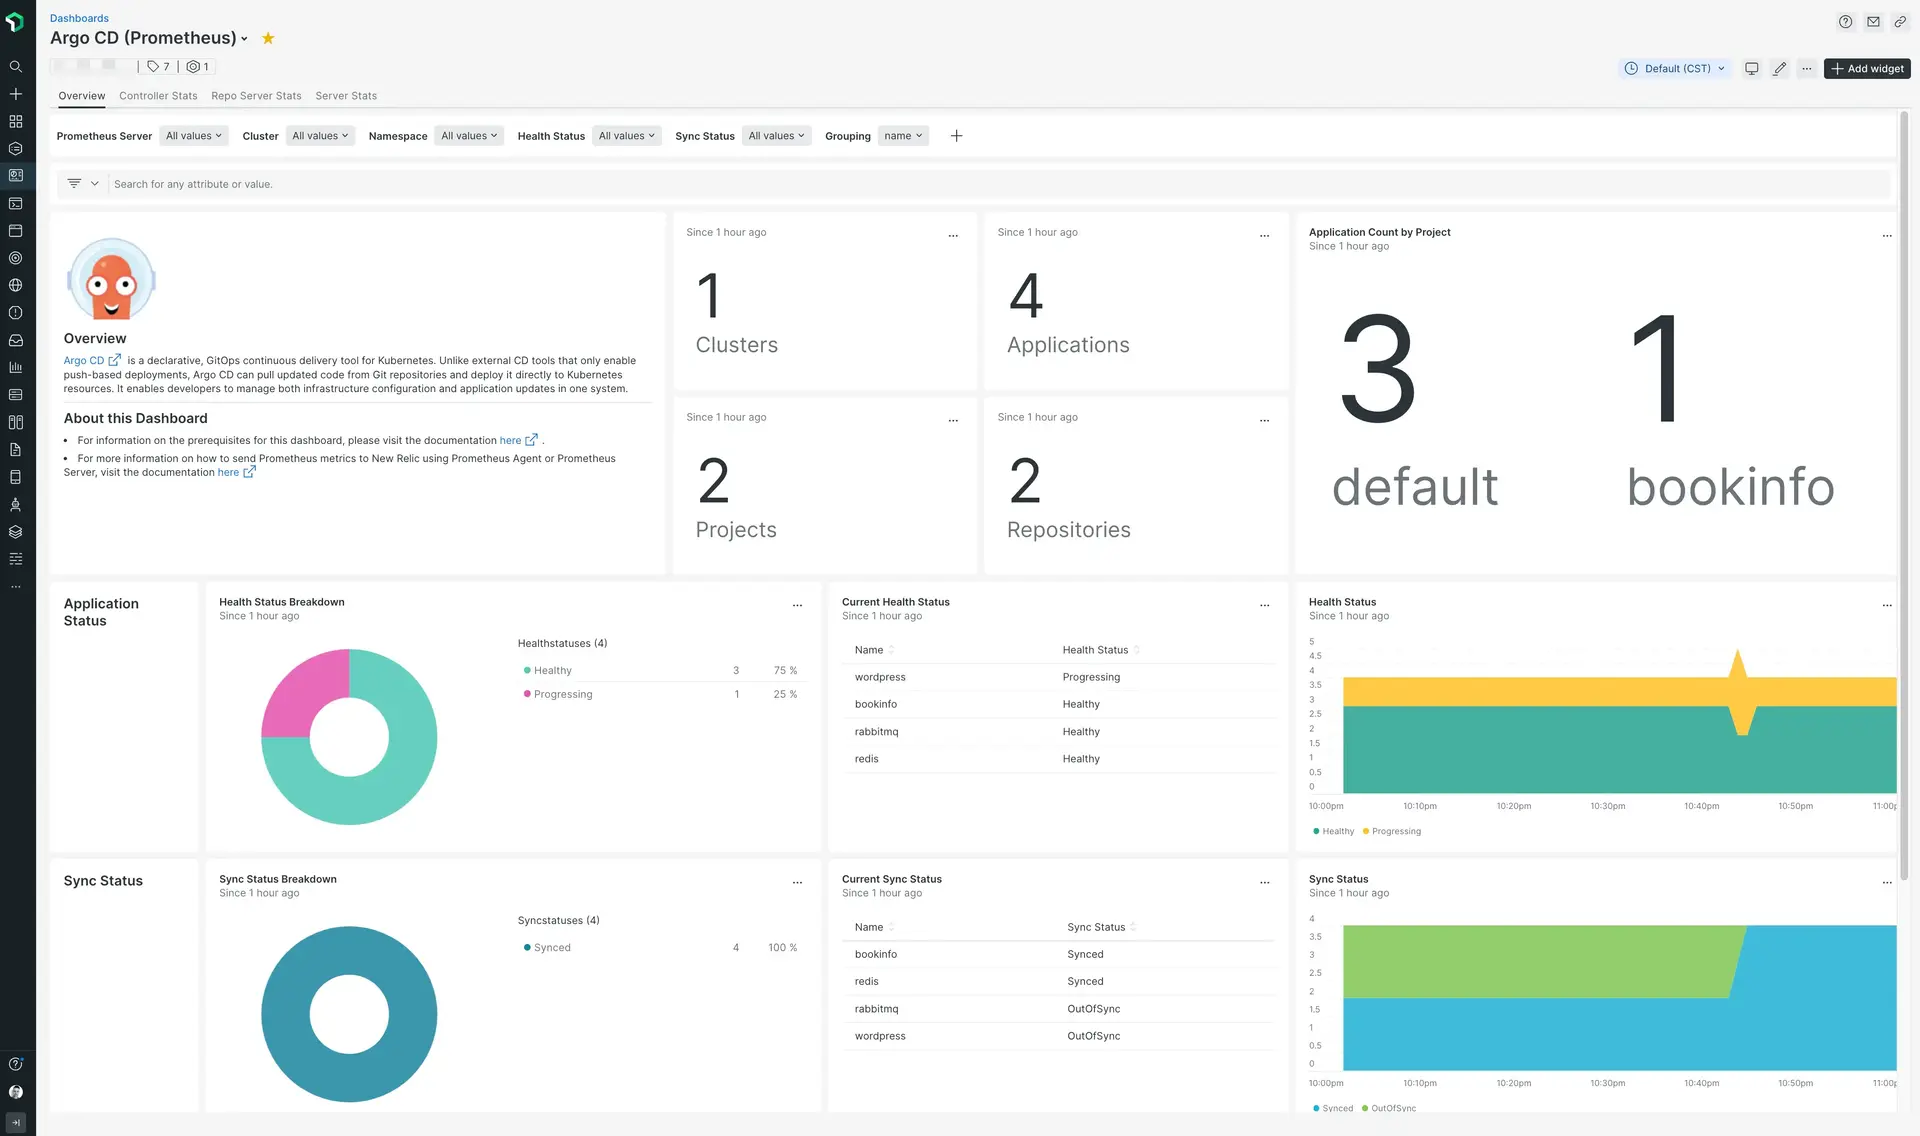 Dashboards
Argo CD (Prometheus)
7
1
Default (CST)
Add widget
Overview
Controller Stats
Repo Server Stats
Server Stats
Prometheus Server
All values
Cluster
All values
Namespace
All values
Health Status
All values
Sync Status
All values
Grouping
name
Search for any attribute or value.
Overview
Argo CD is a declarative, GitOps continuous delivery tool for Kubernetes. Unlike external CD tools that only enable
push-based deployments, Argo CD can pull updated code from Git repositories and deploy it directly to Kubernetes
resources. It enables developers to manage both infrastructure configuration and application updates in one system.
About this Dashboard
• For information on the prerequisites for this dashboard, please visit the documentation here .
• For more information on how to send Prometheus metrics to New Relic using Prometheus Agent or Prometheus
Server, visit the documentation here
Since 1 hour ago
1
Clusters
Since 1 hour ago
4
Applications
Since 1 hour ago
2
Projects
Since 1 hour ago
2
Repositories
Application Count by Project
Since 1 hour ago
3
default
1
bookinfo
Application
Status
Health Status Breakdown
Since 1 hour ago
Healthstatuses (4)
Healthy 3 75 %
Progressing 1 25 %
Current Health Status
Since 1 hour ago
Name Health Status
wordpress Progressing
bookinfo Healthy
rabbitmq Healthy
redis Healthy
Health Status
Since 1 hour ago
5
4.5
4
3.5
3
2.5
2
1.5
1
0.5
0
10:00pm 10:10pm 10:20pm 10:30pm 10:40pm 10:50pm 11:00p
Healthy Progressing
Sync Status
Sync Status Breakdown
Since 1 hour ago
Syncstatuses (4)
Synced 4 100 %
Current Sync Status
Since 1 hour ago
Name Sync Status
bookinfo Synced
redis Synced
rabbitmq OutOfSync
wordpress OutOfSync
Sync Status
Since 1 hour ago
4
3.5
3
2.5
2
1.5
1
0.5
0
10:00pm 10:10pm 10:20pm 10:30pm 10:40pm 10:50pm 11:00p
Synced OutOfSync